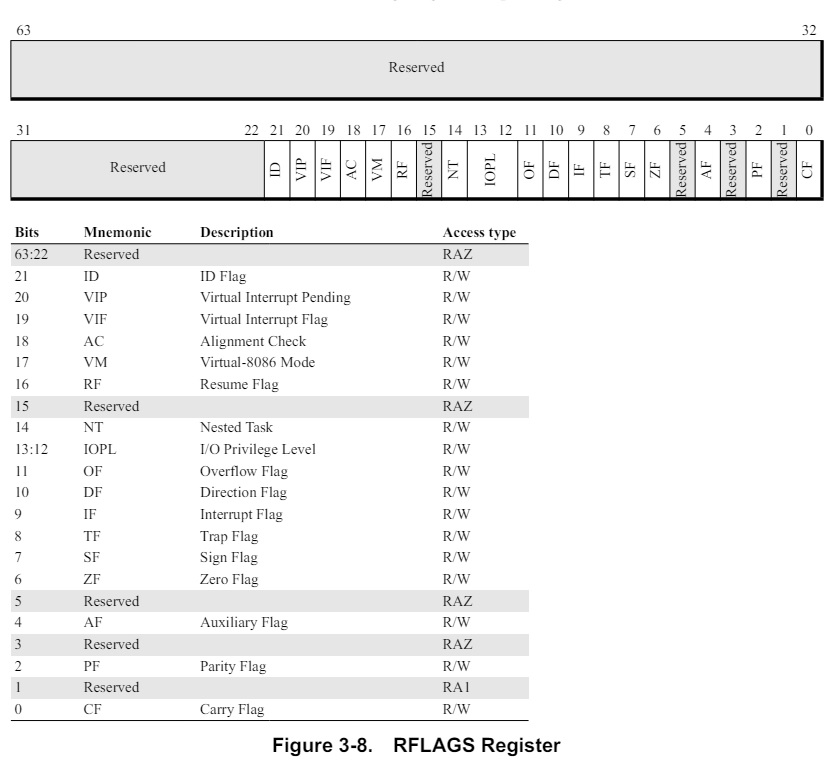 63 32
Reserved
31 22 21 20 19 18 17 16 15 14 13 12 11 10 9 8 7 6 5 4 3 2 1 0
Reserved ID VIP VIF AC VM RF Reserved NT IOPL OF DF IF TF SF ZF Reserved AF Reserved PF Reserved CF
Bits Mnemonic Description Access type
63:22 Reserved RAZ
21 ID ID Flag R/W
20 VIP Virtual Interrupt Pending R/W
19 VIF Virtual Interrupt Flag R/W
18 AC Alignment Check R/W
17 VM Virtual-8086 Mode R/W
16 RF Resume Flag R/W
15 Reserved RAZ
14 NT Nested Task R/W
13:12 IOPL I/O Privilege Level R/W
11 OF Overflow Flag R/W
10 DF Direction Flag R/W
9 IF Interrupt Flag R/W
8 TF Trap Flag R/W
7 SF Sign Flag R/W
6 ZF Zero Flag R/W
5 Reserved RAZ
4 AF Auxiliary Flag R/W
3 Reserved RAZ
2 PF Parity Flag R/W
1 Reserved RA1
0 CF Carry Flag R/W
Figure 3-8. RFLAGS Register